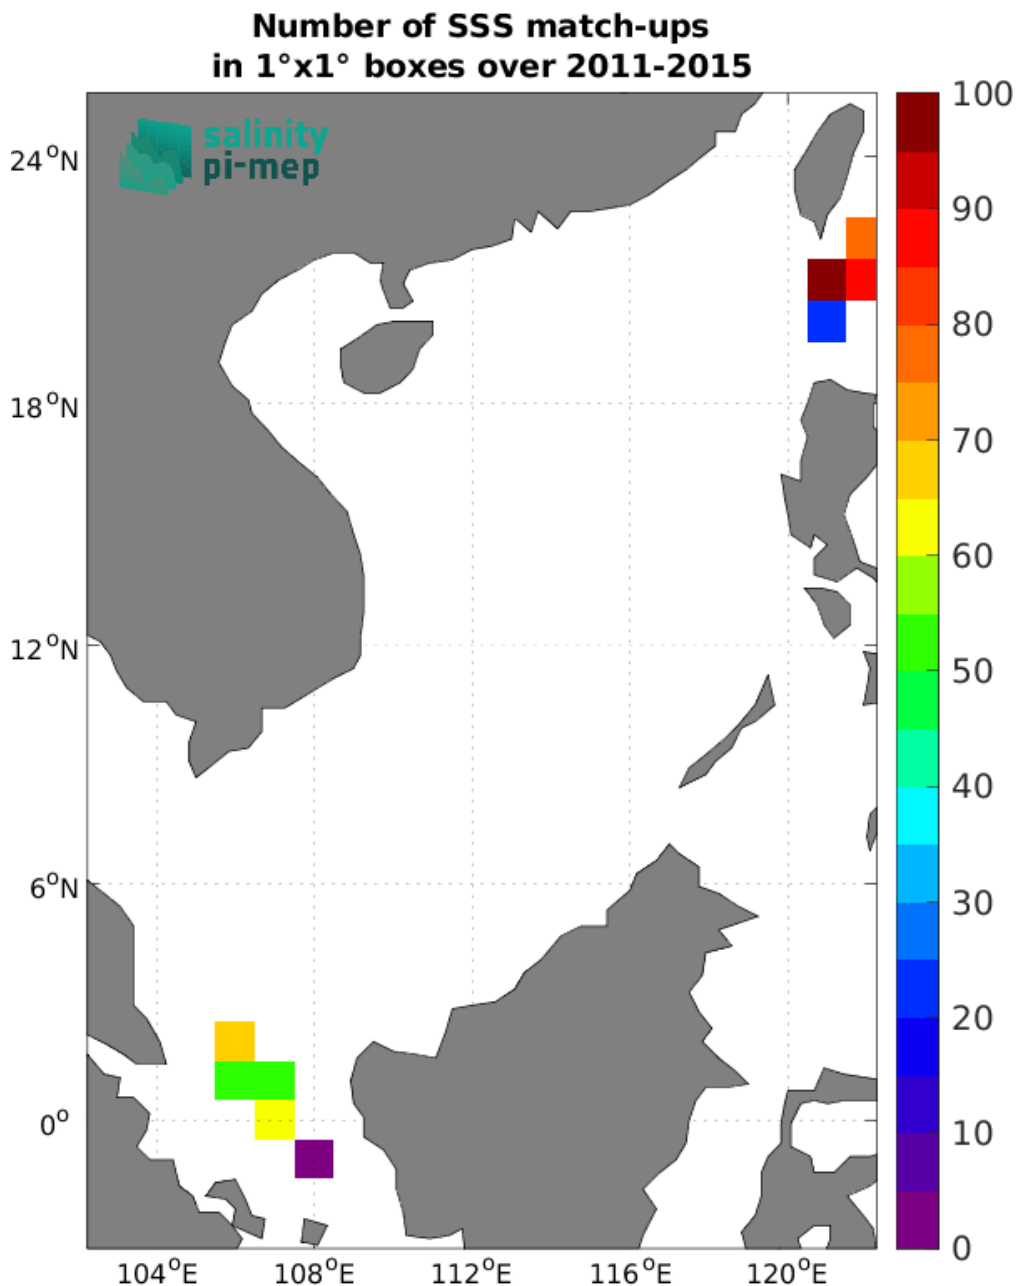 Number of SSS match-ups
in 1°x1° boxes over 2011-2015
salinity
pi-mep
24°N
18°N
12°N
6°N
0°
104°E 108°E 112°E 116°E 120°E
100
90
80
70
60
50
40
30
20
10
0